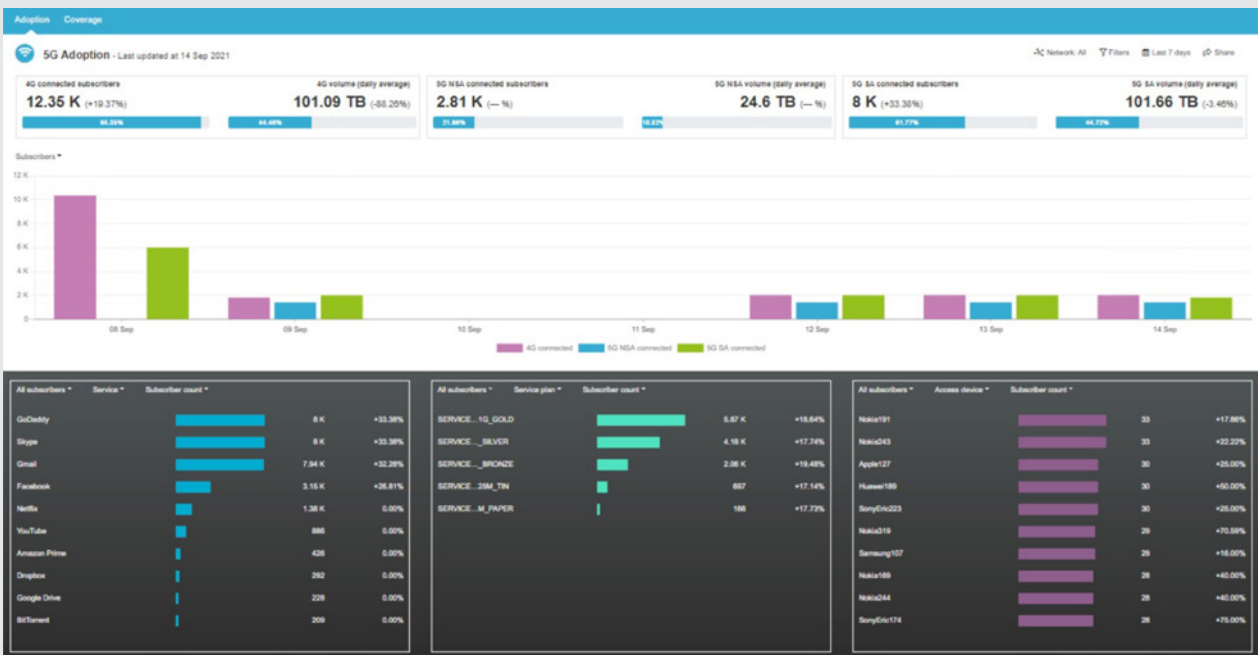 Adoption Coverage
5G Adoption - Last updated at 14 Sep 2021
Network: All Filters Last 7 days Share
4G connected subscribers 4G volume (daily average)
12.35 K (+19.37%) 101.09 TB (-88.26%)
44.46%
5G NSA connected subscribers 5G NSA volume (daily average)
2.81 K (— %) 24.6 TB (— %)
5G SA connected subscribers 5G SA volume (daily average)
8 K (+33.38%) 101.66 TB (-3.46%)
61.77% 44.72%
Subscribers
12 K
10 K
8 K
6 K
4 K
2 K
0
08 Sep 09 Sep 10 Sep 11 Sep 12 Sep 13 Sep 14 Sep
4G connected 5G NSA connected 5G SA connected
All subscribers Service Subscriber count
GoDaddy 8 K +33.38%
Skype 8 K +33.38%
Gmail 7.94 K +32.28%
Facebook 3.15 K +26.81%
Netflix 1.38 K 0.00%
YouTube 886 0.00%
Amazon Prime 426 0.00%
Dropbox 292 0.00%
Google Drive 228 0.00%
BitTorrent 209 0.00%
All subscribers Service plan Subscriber count
SERVICE...1G_GOLD 5.87 K +18.64%
SERVICE..._SILVER 4.18 K +17.74%
SERVICE..._BRONZE 2.06 K +19.48%
SERVICE...25M_TIN 687 +17.14%
SERVICE...M_PAPER 166 +17.73%
All subscribers Access device Subscriber count
Nokia191 33 +17.86%
Nokia243 33 +22.22%
Apple127 30 +25.00%
Huawei189 30 +50.00%
SonyEric223 30 +25.00%
Nokia319 29 +70.59%
Samsung107 29 +16.00%
Nokia169 28 +40.00%
Nokia244 28 +40.00%
SonyEric174 28 +75.00%